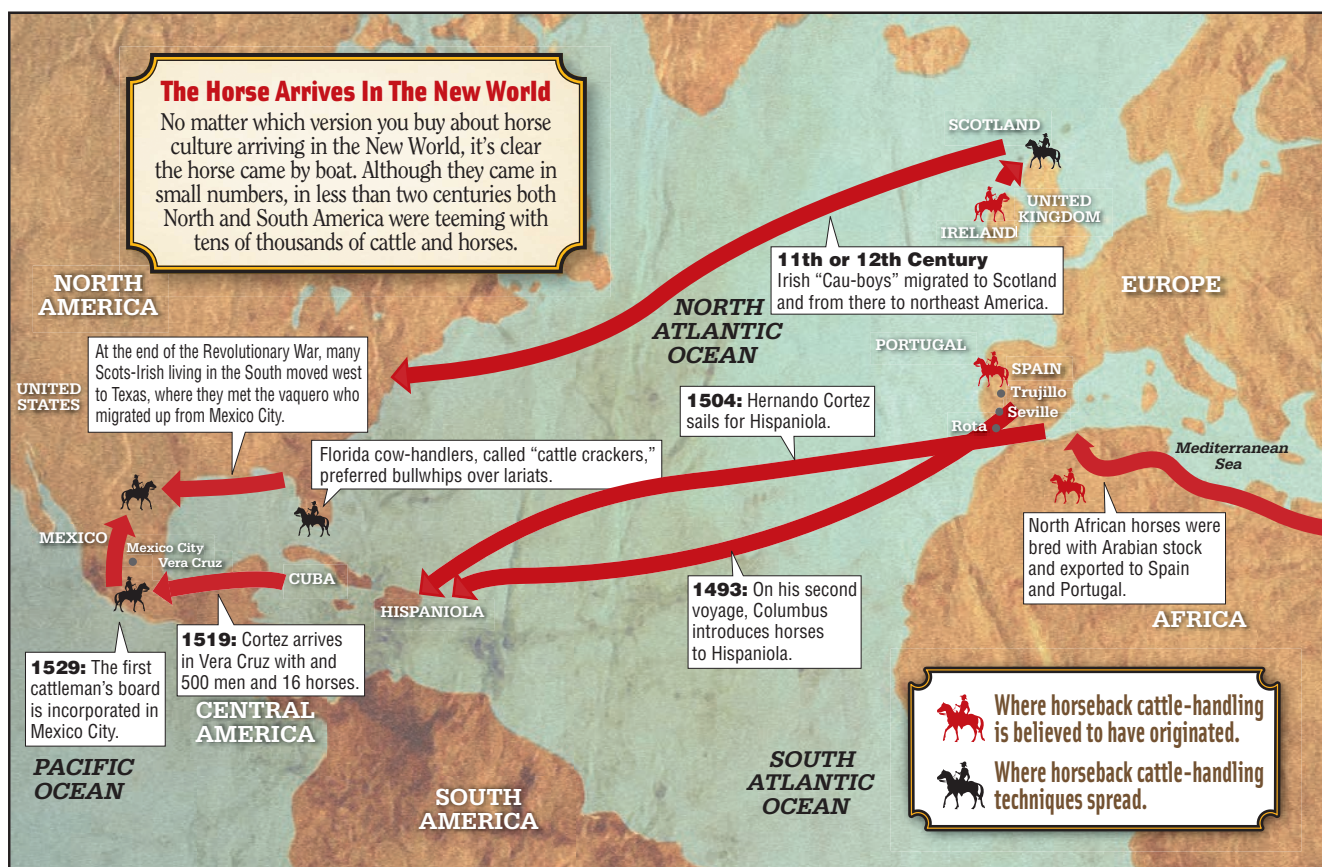 The Horse Arrives In The New World
No matter which version you buy about horse
culture arriving in the New World, it's clear
the horse came by boat. Although they came in
small numbers, in less than two centuries both
North and South America were teeming with
tens of thousands of cattle and horses.
SCOTLAND
UNITED
KINGDOM
IRELAND
11th or 12th Century
Irish “Cau-boys” migrated to Scotland
and from there to northeast America.
EUROPE
NORTH
AMERICA
NORTH
ATLANTIC
OCEAN
At the end of the Revolutionary War, many
Scots-Irish living in the South moved west
to Texas, where they met the vaquero who
migrated up from Mexico City.
UNITED
STATES
PORTUGAL
SPAIN
Trujillo
Seville
Rota
1504: Hernando Cortez
sails for Hispaniola.
Mediterranean
Sea
Florida cow-handlers, called “cattle crackers,”
preferred bullwhips over lariats.
North African horses were
bred with Arabian stock
and exported to Spain
and Portugal.
AFRICA
MEXICO
Mexico City
Vera Cruz
CUBA
HISPANIOLA
1493: On his second
voyage, Columbus
introduces horses
to Hispaniola.
1519: Cortez arrives
in Vera Cruz with and
500 men and 16 horses.
1529: The first
cattleman's board
is incorporated in
Mexico City.
CENTRAL
AMERICA
PACIFIC
OCEAN
SOUTH
AMERICA
SOUTH
ATLANTIC
OCEAN
Where horseback cattle-handling
is believed to have originated.
Where horseback cattle-handling
techniques spread.